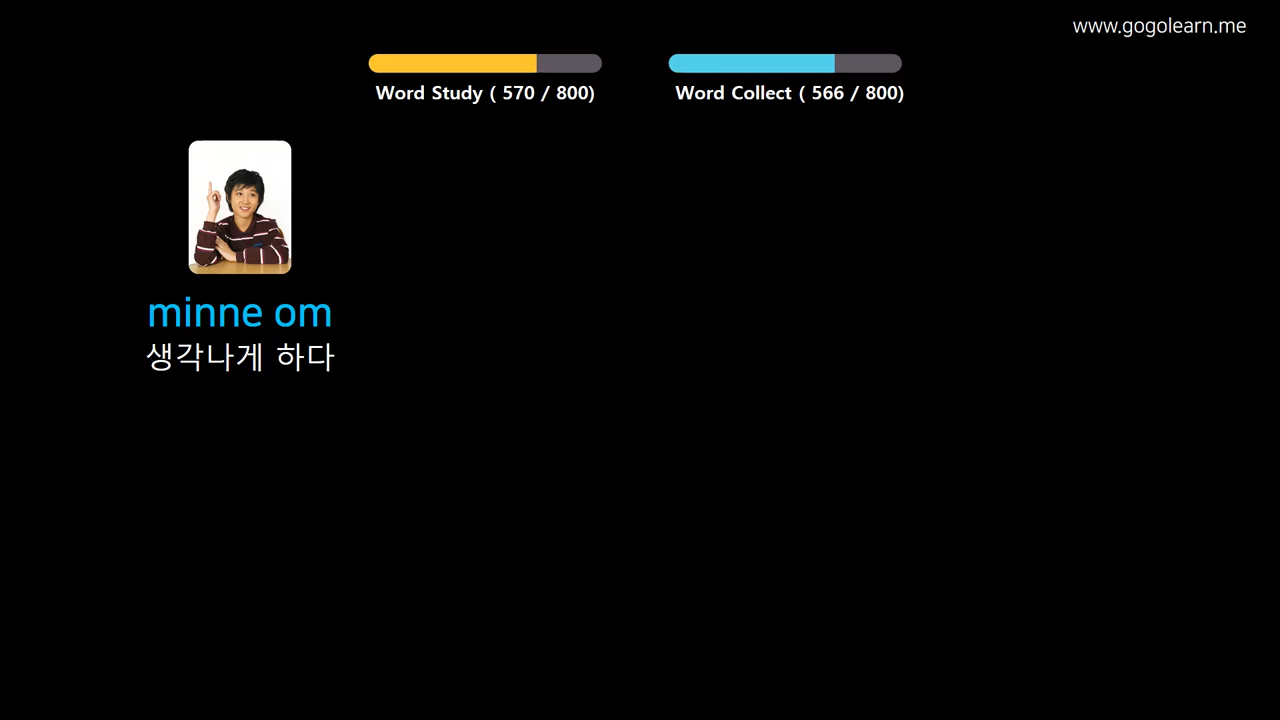 www.gogolearn.me
Word Study ( 570 / 800)
Word Collect ( 566 / 800)
minne om
생각나게 하다